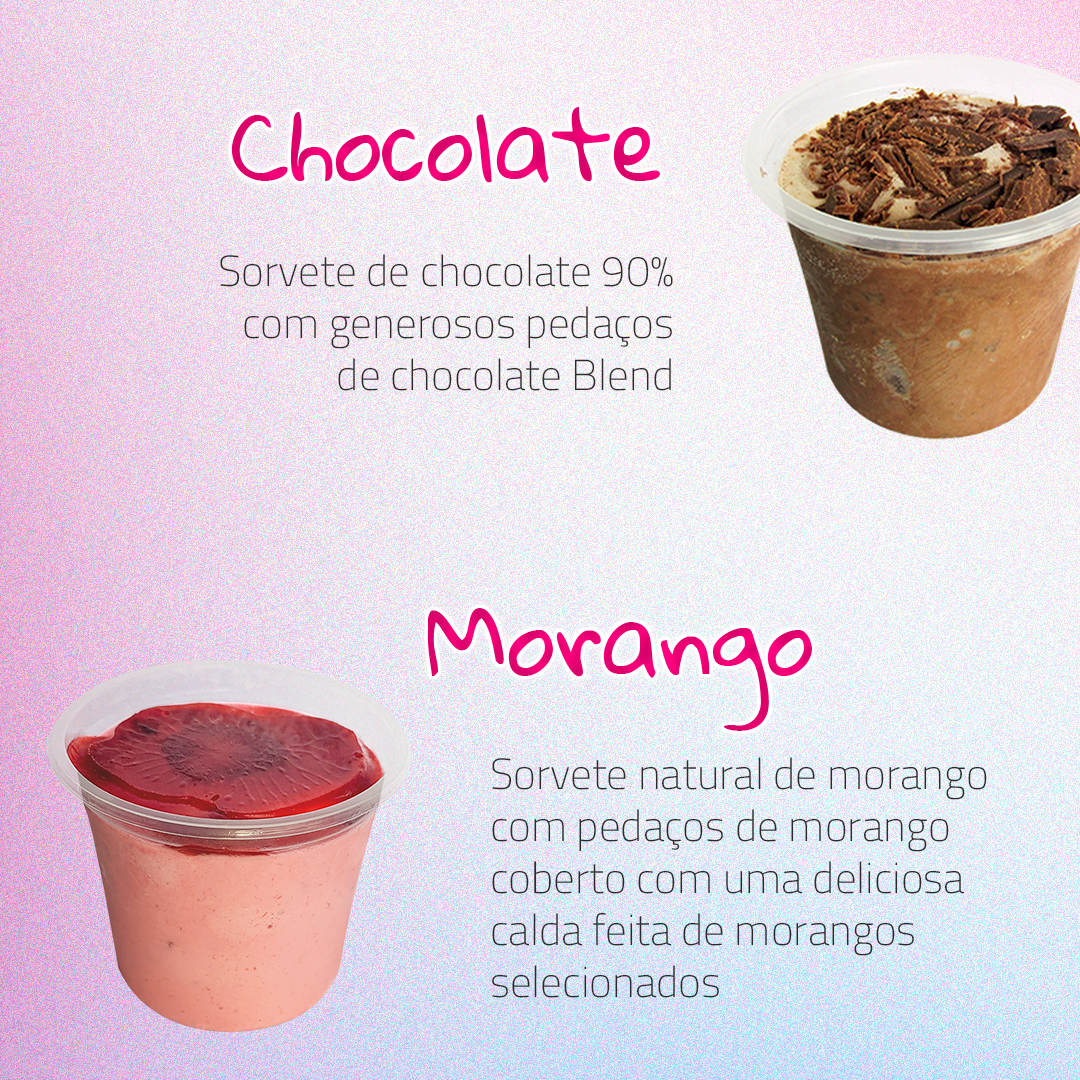 Chocolate
Sorvete de chocolate 90%
com generosos pedaços
de chocolate Blend
Morango
Sorvete natural de morango
com pedaços de morango
coberto com uma deliciosa
calda feita de morangos
selecionados